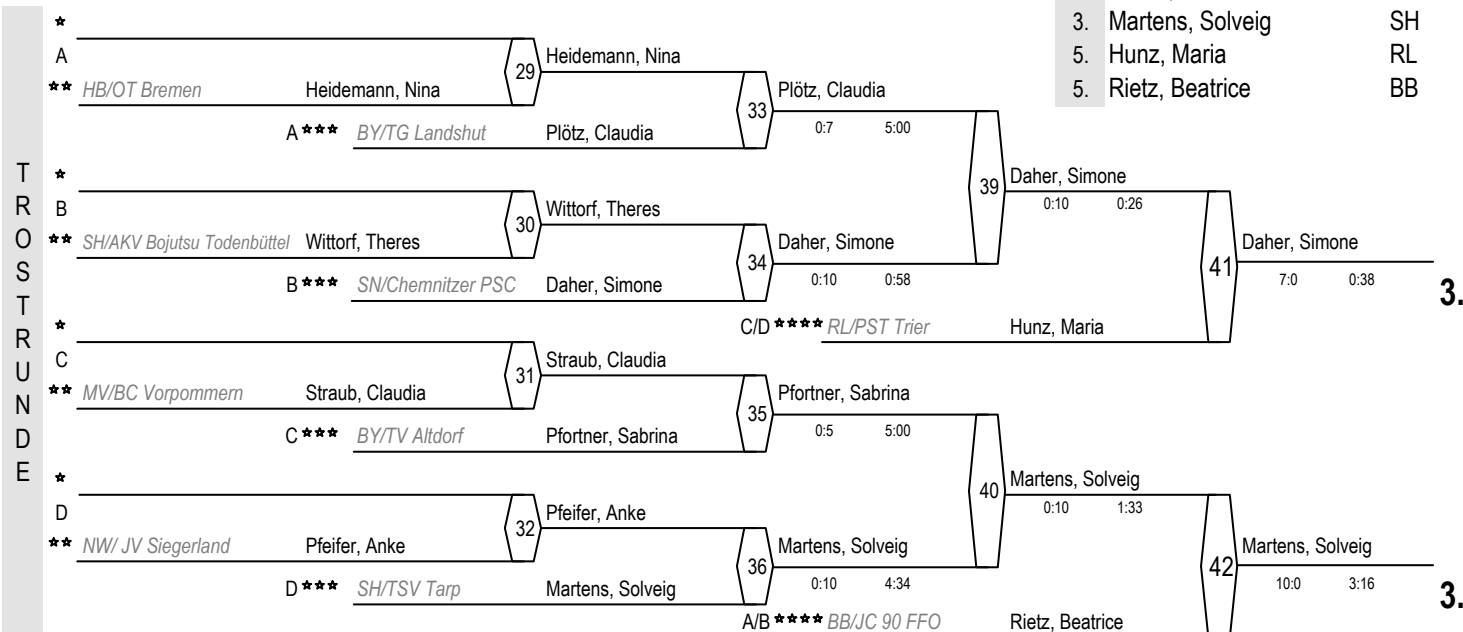 3. Martens, Solveig SH
5. Hunz, Maria RL
5. Rietz, Beatrice BB
TROSTRUNDE
A
HB/OT Bremen Heidemann, Nina
29
Heidemann, Nina
A *** BY/TG Landshut Plötz, Claudia
33
Plötz, Claudia
0:7 5:00
B
SH/AKV Bojutsu Todenbüttel Wittorf, Theres
30
Wittorf, Theres
B *** SN/Chemnitzer PSC Daher, Simone
34
Daher, Simone
0:10 0:58
39
Daher, Simone
0:10 0:26
C/D **** RL/PST Trier Hunz, Maria
41
Daher, Simone
7:0 0:38
3.
C
MV/BC Vorpommern Straub, Claudia
31
Straub, Claudia
C *** BY/TV Altdorf Pfortner, Sabrina
35
Pfortner, Sabrina
0:5 5:00
D
NW/ JV Siegerland Pfeifer, Anke
32
Pfeifer, Anke
D *** SH/TSV Tarp Martens, Solveig
36
Martens, Solveig
0:10 4:34
40
Martens, Solveig
0:10 1:33
A/B **** BB/JC 90 FFO Rietz, Beatrice
42
Martens, Solveig
10:0 3:16
3.